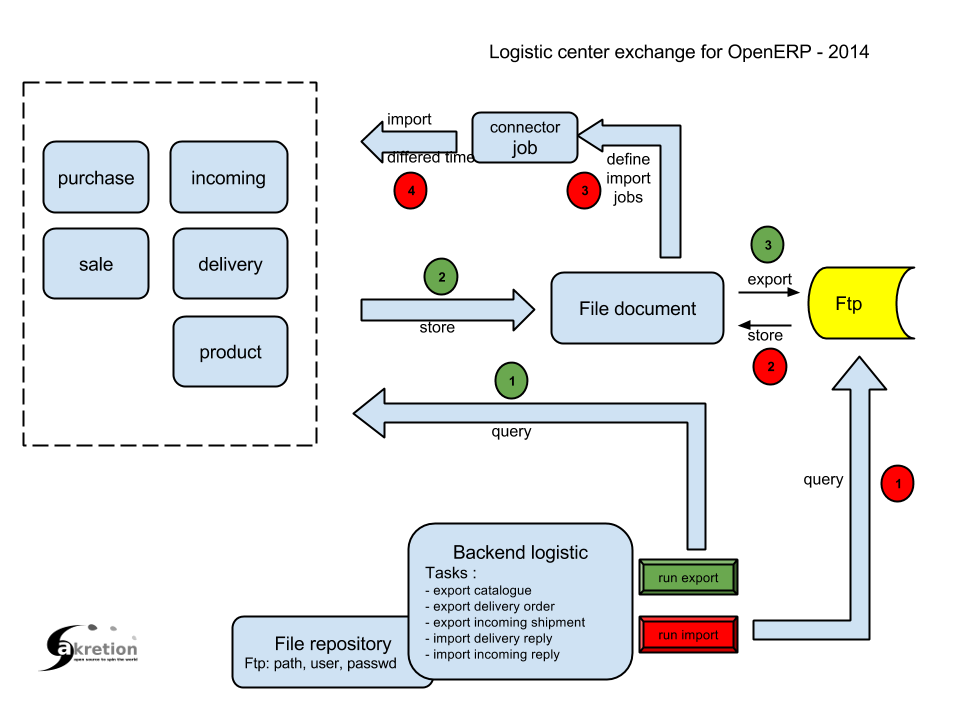 Logistic center exchange for OpenERP - 2014
import
differed time
4
connector
job
3
define
import
jobs
purchase
incoming
sale
delivery
product
2
store
File document
3
export
store
2
Ftp
1
query
query
1
Backend logistic
Tasks :
- export catalogue
- export delivery order
- export incoming shipment
- import delivery reply
- import incoming reply
run export
run import
File repository
Ftp: path, user, passwd
akretion
open source to spin the world